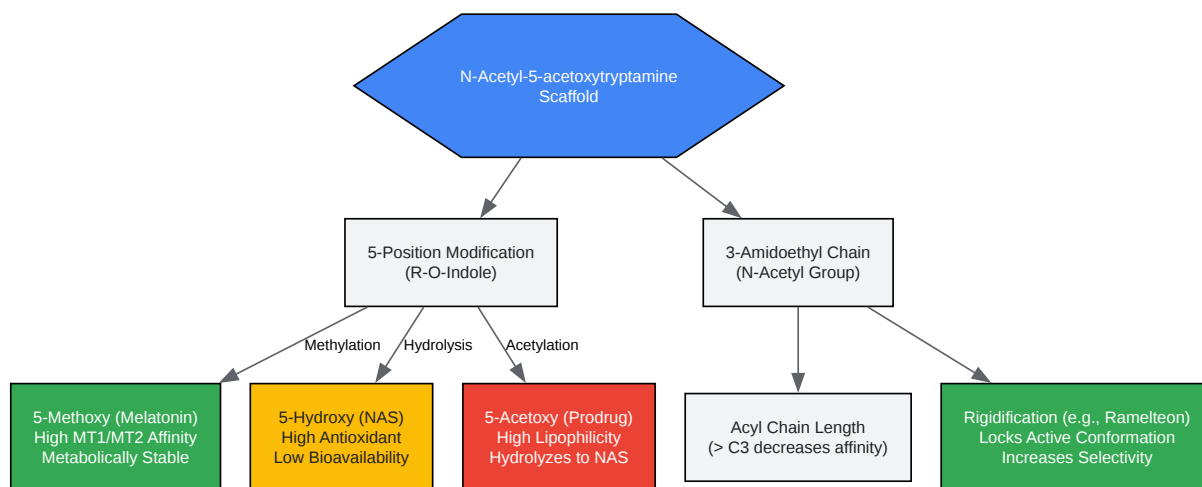 N-Acetyl-5-acetoxytryptamine
Scaffold
5-Position Modification
(R-O-Indole)
3-Amidoethyl Chain
(N-Acetyl Group)
Methylation
Hydrolysis
Acetylation
5-Methoxy (Melatonin)
High MT1/MT2 Affinity
Metabolically Stable
5-Hydroxy (NAS)
High Antioxidant
Low Bioavailability
5-Acetoxy (Prodrug)
High Lipophilicity
Hydrolyzes to NAS
Acyl Chain Length
(> C3 decreases affinity)
Rigidification (e.g., Ramelteon)
Locks Active Conformation
Increases Selectivity